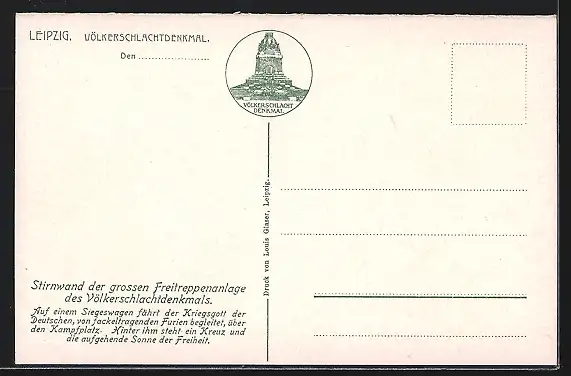 LEIPZIG. VÖLKERSCHLACHTDENKMAL.
Den
VÖLKERSCHLACHT
DENKMAL
Druck von Louis Glaser, Leipzig.
Stirnwand der grossen Freitreppenanlage
des Völkerschlachtdenkmals.
Auf einem Siegeswagen fährt der Kriegsgott der
Deutschen, von fackeltragenden Furien begleitet, über
den Kampfplatz. Hinter ihm steht ein Kreuz und
die aufgehende Sonne der Freiheit.